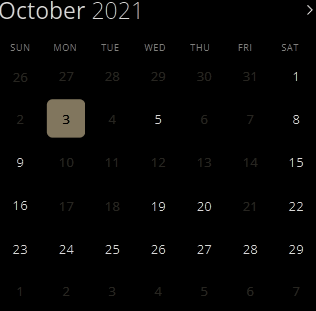 October 2021 >
SUN MON TUE WED THU FRI SAT
26 27 28 29 30 31 1
2 3 4 5 6 7 8
9 10 11 12 13 14 15
16 17 18 19 20 21 22
23 24 25 26 27 28 29
1 2 3 4 5 6 7